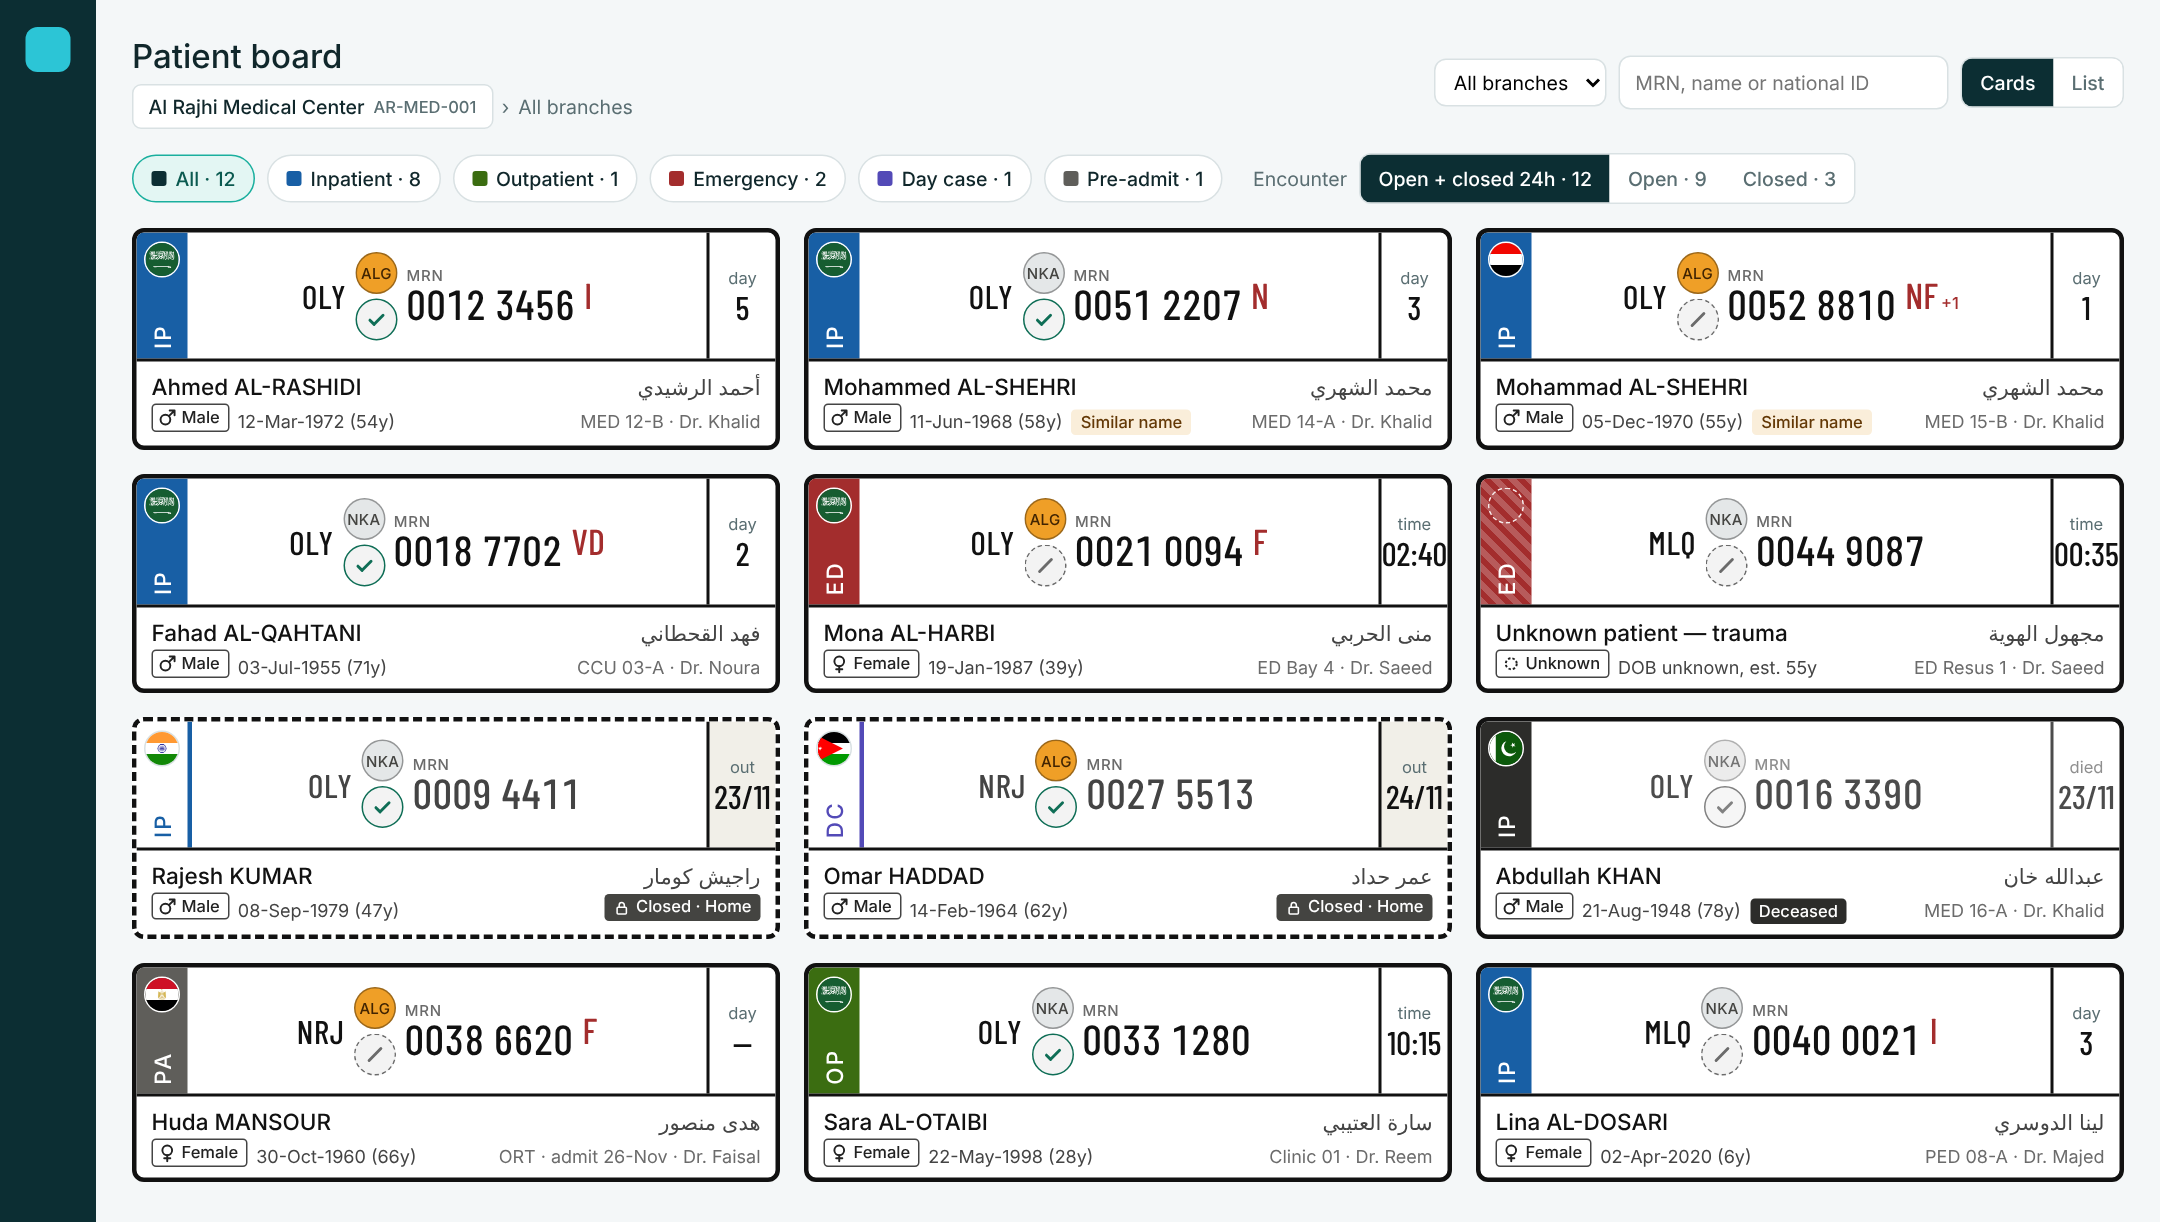 Patient board
Al Rajhi Medical Center AR-MED-001 › All branches
All branches
MRN, name or national ID
Cards List
All · 12 Inpatient · 8 Outpatient · 1 Emergency · 2 Day case · 1 Pre-admit · 1 Encounter Open + closed 24h · 12 Open · 9 Closed · 3
IP
OLY ALG MRN 0012 3456 I
day 5
Ahmed AL-RASHIDI أحمد الرشيدي
Male 12-Mar-1972 (54y) MED 12-B · Dr. Khalid
IP
OLY NKA MRN 0051 2207 N
day 3
Mohammed AL-SHEHRI محمد الشهري
Male 11-Jun-1968 (58y) Similar name MED 14-A · Dr. Khalid
IP
OLY ALG MRN 0052 8810 NF +1
day 1
Mohammad AL-SHEHRI محمد الشهري
Male 05-Dec-1970 (55y) Similar name MED 15-B · Dr. Khalid
IP
OLY NKA MRN 0018 7702 VD
day 2
Fahad AL-QAHTANI فهد القحطاني
Male 03-Jul-1955 (71y) CCU 03-A · Dr. Noura
ED
OLY ALG MRN 0021 0094 F
time 02:40
Mona AL-HARBI منى الحربي
Female 19-Jan-1987 (39y) ED Bay 4 · Dr. Saeed
ED
MLQ NKA MRN 0044 9087
time 00:35
Unknown patient — trauma مجهول الهوية
Unknown DOB unknown, est. 55y ED Resus 1 · Dr. Saeed
IP
OLY NKA MRN 0009 4411
out 23/11
Rajesh KUMAR راجيش كومار
Male 08-Sep-1979 (47y) Closed · Home
DC
NRJ ALG MRN 0027 5513
out 24/11
Omar HADDAD عمر حداد
Male 14-Feb-1964 (62y) Closed · Home
IP
OLY NKA MRN 0016 3390
died 23/11
Abdullah KHAN عبدالله خان
Male 21-Aug-1948 (78y) Deceased MED 16-A · Dr. Khalid
PA
NRJ ALG MRN 0038 6620 F
day —
Huda MANSOUR هدى منصور
Female 30-Oct-1960 (66y) ORT · admit 26-Nov · Dr. Faisal
OP
OLY NKA MRN 0033 1280
time 10:15
Sara AL-OTAIBI سارة العتيبي
Female 22-May-1998 (28y) Clinic 01 · Dr. Reem
IP
MLQ NKA MRN 0040 0021 I
day 3
Lina AL-DOSARI لينا الدوسري
Female 02-Apr-2020 (6y) PED 08-A · Dr. Majed